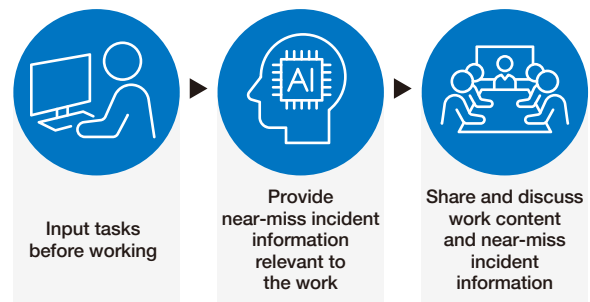 AI
Input tasks
before working
Provide
near-miss incident
information
relevant to
the work
Share and discuss
work content
and near-miss
incident
information